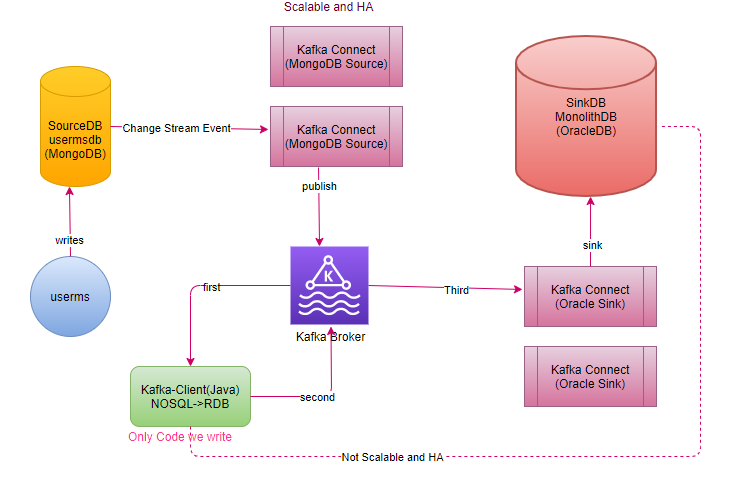 Scalable and HA
Kafka Connect
(MongoDB Source)
SourceDB
usermsdb
(MongoDB)
Change Stream Event
Kafka Connect
(MongoDB Source)
SinkDB
MonolithDB
(OracleDB)
publish
writes
sink
userms
first
K
Third
Kafka Connect
(Oracle Sink)
Kafka Broker
Kafka Connect
(Oracle Sink)
Kafka-Client(Java)
NOSQL->RDB
second
Only Code we write
Not Scalable and HA